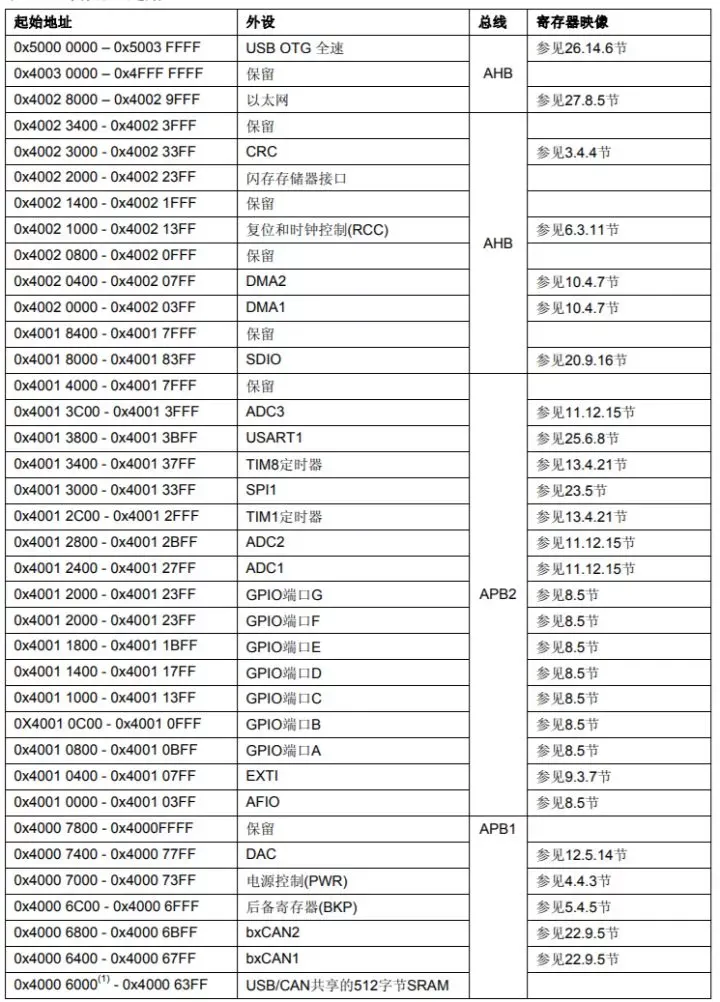 起始地址 外设 总线 寄存器映像
0x5000 0000 – 0x5003 FFFF USB OTG 全速 AHB 参见26.14.6节
0x4003 0000 – 0x4FFF FFFF 保留
0x4002 8000 – 0x4002 9FFF 以太网 参见27.8.5节
0x4002 3400 - 0x4002 3FFF 保留 AHB
0x4002 3000 - 0x4002 33FF CRC 参见3.4.4节
0x4002 2000 - 0x4002 23FF 闪存存储器接口
0x4002 1400 - 0x4002 1FFF 保留
0x4002 1000 - 0x4002 13FF 复位和时钟控制(RCC) 参见6.3.11节
0x4002 0800 - 0x4002 0FFF 保留
0x4002 0400 - 0x4002 07FF DMA2 参见10.4.7节
0x4002 0000 - 0x4002 03FF DMA1 参见10.4.7节
0x4001 8400 - 0x4001 7FFF 保留
0x4001 8000 - 0x4001 83FF SDIO 参见20.9.16节
0x4001 4000 - 0x4001 7FFF 保留 APB2
0x4001 3C00 - 0x4001 3FFF ADC3 参见11.12.15节
0x4001 3800 - 0x4001 3BFF USART1 参见25.6.8节
0x4001 3400 - 0x4001 37FF TIM8定时器 参见13.4.21节
0x4001 3000 - 0x4001 33FF SPI1 参见23.5节
0x4001 2C00 - 0x4001 2FFF TIM1定时器 参见13.4.21节
0x4001 2800 - 0x4001 2BFF ADC2 参见11.12.15节
0x4001 2400 - 0x4001 27FF ADC1 参见11.12.15节
0x4001 2000 - 0x4001 23FF GPIO端口G 参见8.5节
0x4001 2000 - 0x4001 23FF GPIO端口F 参见8.5节
0x4001 1800 - 0x4001 1BFF GPIO端口E 参见8.5节
0x4001 1400 - 0x4001 17FF GPIO端口D 参见8.5节
0x4001 1000 - 0x4001 13FF GPIO端口C 参见8.5节
0X4001 0C00 - 0x4001 0FFF GPIO端口B 参见8.5节
0x4001 0800 - 0x4001 0BFF GPIO端口A 参见8.5节
0x4001 0400 - 0x4001 07FF EXTI 参见9.3.7节
0x4001 0000 - 0x4001 03FF AFIO 参见8.5节
0x4000 7800 - 0x4000FFFF 保留 APB1
0x4000 7400 - 0x4000 77FF DAC 参见12.5.14节
0x4000 7000 - 0x4000 73FF 电源控制(PWR) 参见4.4.3节
0x4000 6C00 - 0x4000 6FFF 后备寄存器(BKP) 参见5.4.5节
0x4000 6800 - 0x4000 6BFF bxCAN2 参见22.9.5节
0x4000 6400 - 0x4000 67FF bxCAN1 参见22.9.5节
0x4000 6000(1) - 0x4000 63FF USB/CAN共享的512字节SRAM